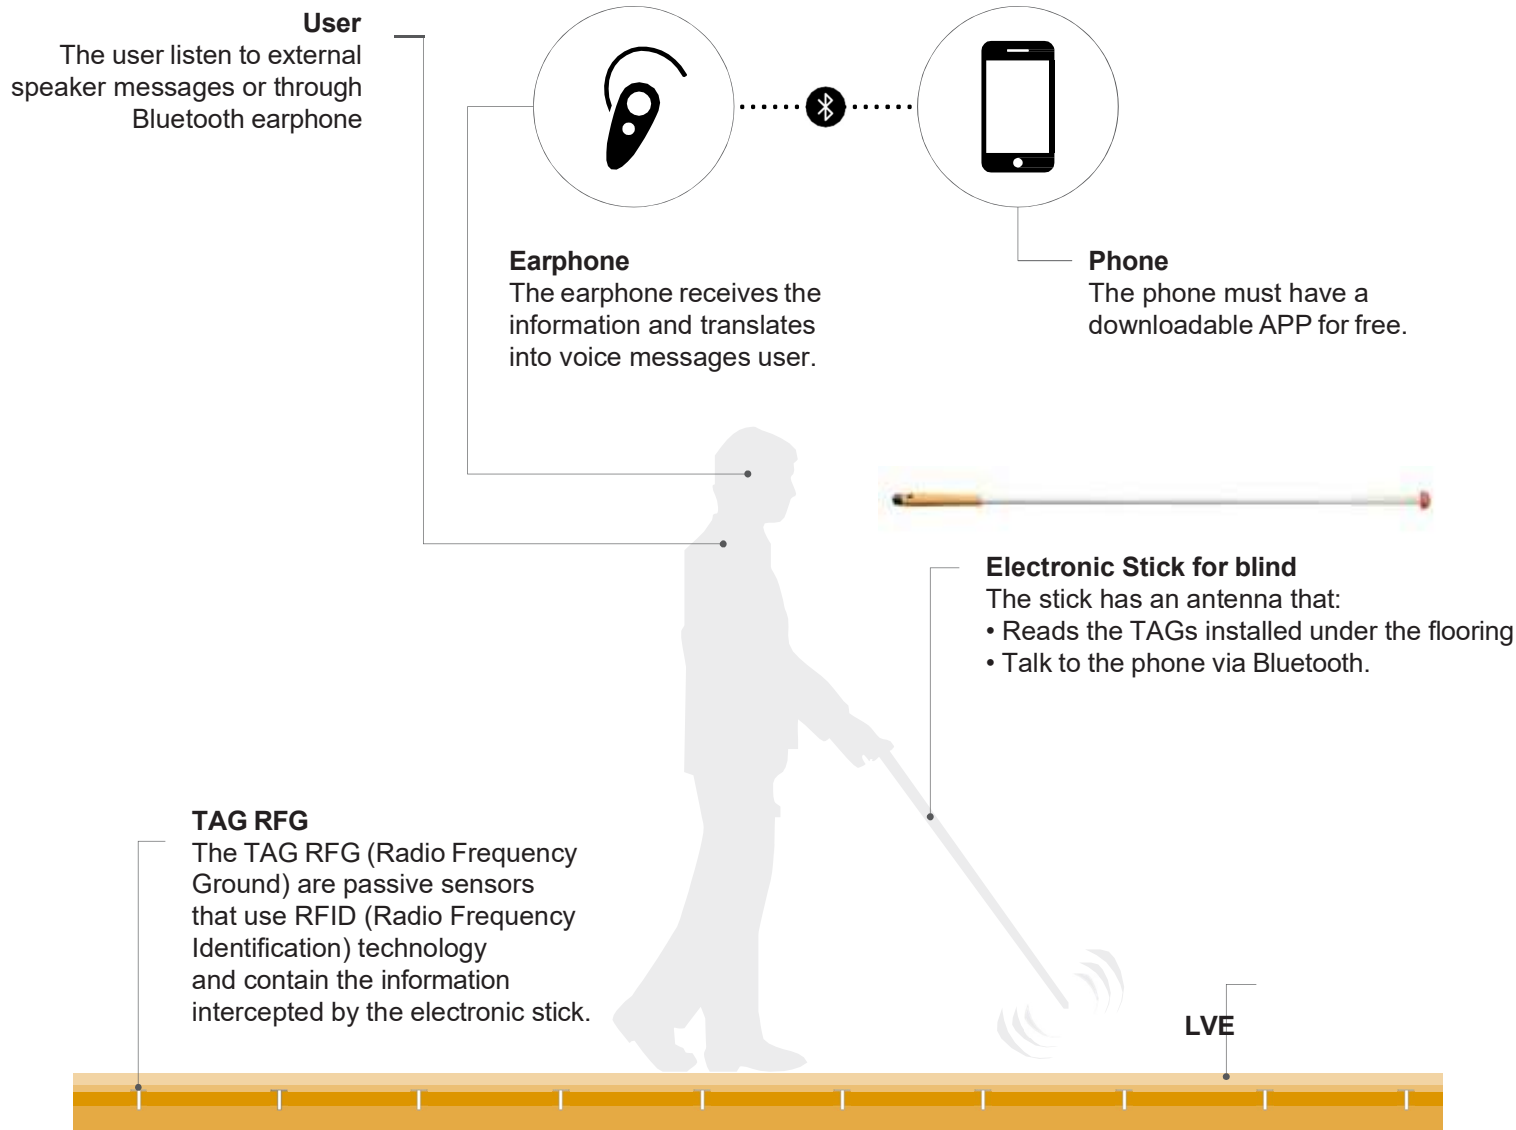 User
The user listen to external
speaker messages or through
Bluetooth earphone
Earphone
The earphone receives the
information and translates
into voice messages user.
Phone
The phone must have a
downloadable APP for free.
Electronic Stick for blind
The stick has an antenna that:
• Reads the TAGs installed under the flooring
• Talk to the phone via Bluetooth.
TAG RFG
The TAG RFG (Radio Frequency
Ground) are passive sensors
that use RFID (Radio Frequency
Identification) technology
and contain the information
intercepted by the electronic stick.
LVE